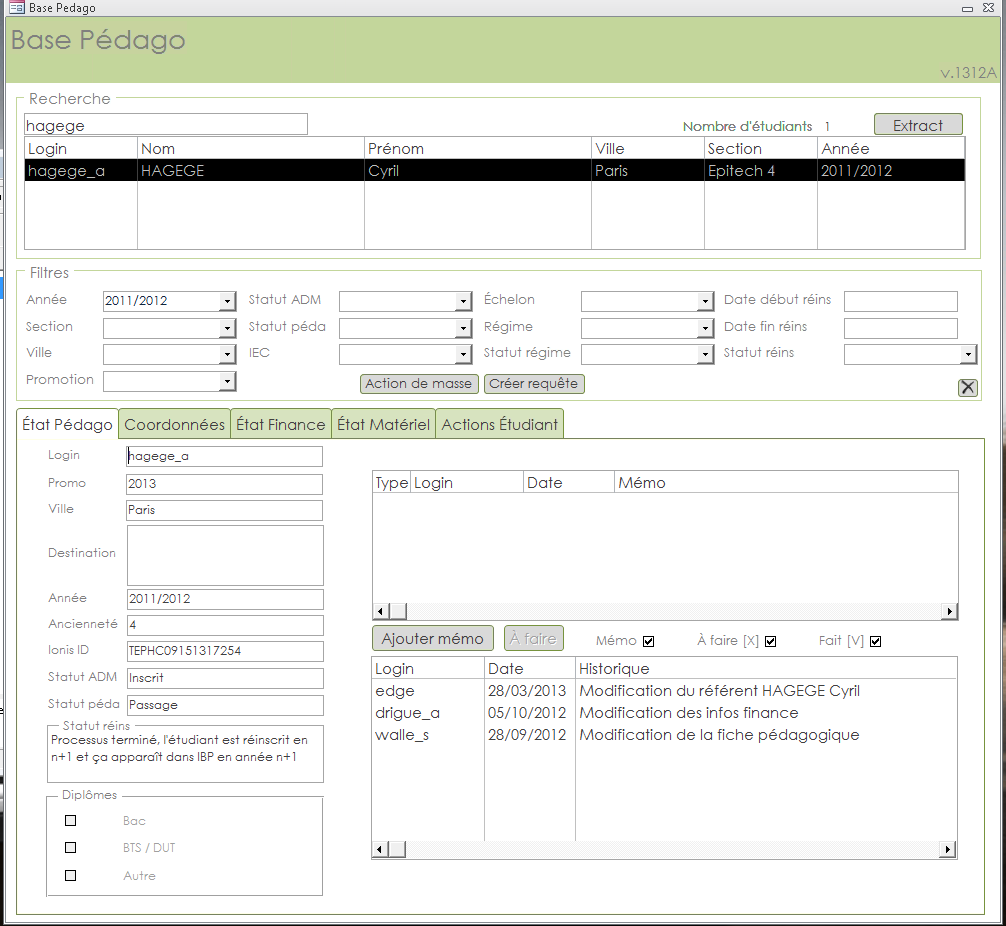 Base Pedago
Base Pédago
v.1312A
Recherche
hagege
Nombre d'étudiants 1
Extract
Login Nom Prénom Ville Section Année
hagege_a HAGEGE Cyril Paris Epitech 4 2011/2012
Filtres
Année 2011/2012 Statut ADM Échelon Date début réins
Section Statut péda Régime Date fin réins
Ville IEC Statut régime Statut réins
Promotion Action de masse Créer requête
État Pédago Coordonnées État Finance État Matériel Actions Étudiant
Login hagege_a
Promo 2013
Ville Paris
Destination
Année 2011/2012
Ancienneté 4
Ionis ID TEPHC09151317254
Statut ADM Inscrit
Statut péda Passage
Statut réins
Processus terminé, l'étudiant est réinscrit en
n+1 et ça apparaît dans IBP en année n+1
Diplômes
Bac
BTS / DUT
Autre
Type Login Date Mémo
Ajouter mémo À faire Mémo À faire [X] Fait [V]
Login Date Historique
edge 28/03/2013 Modification du référent HAGEGE Cyril
drigue_a 05/10/2012 Modification des infos finance
walle_s 28/09/2012 Modification de la fiche pédagogique